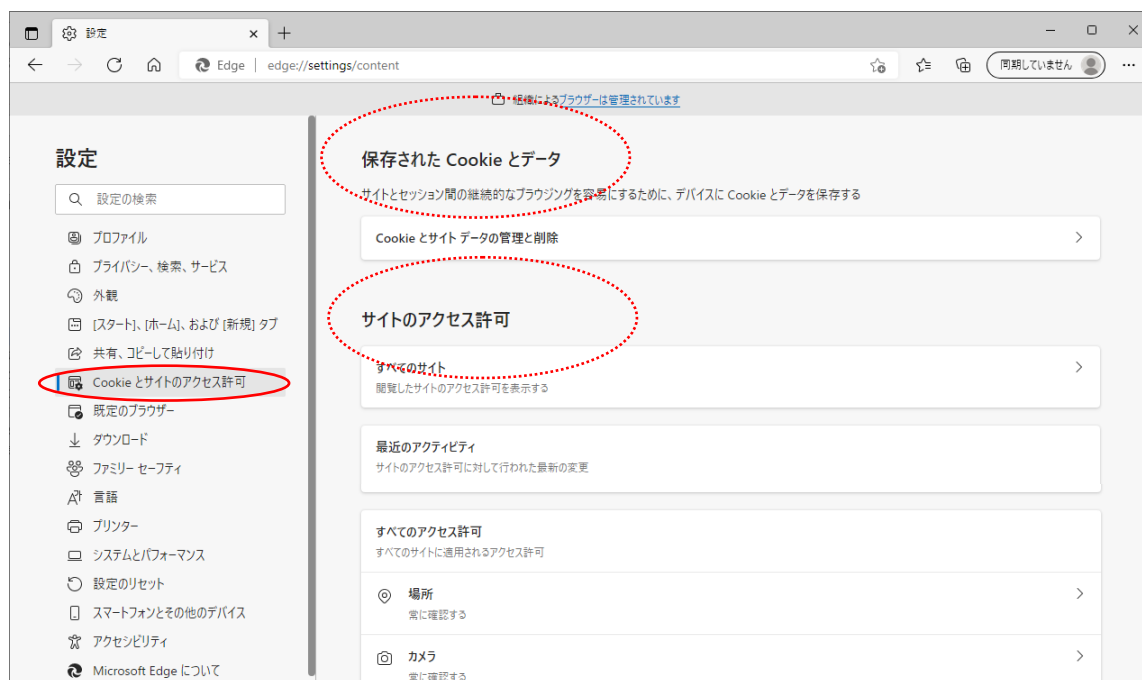 設定
Edge edge://settings/content
同期していません
組織によるブラウザーは管理されています
設定
設定の検索
プロファイル
プライバシー、検索、サービス
外観
[スタート]、[ホーム]、および [新規] タブ
共有、コピーして貼り付け
Cookie とサイトのアクセス許可
既定のブラウザー
ダウンロード
ファミリー セーフティ
言語
プリンター
システムとパフォーマンス
設定のリセット
スマートフォンとその他のデバイス
アクセシビリティ
Microsoft Edge について
保存された Cookie とデータ
サイトとセッション間の継続的なブラウジングを容易にするために、デバイスに Cookie とデータを保存する
Cookie とサイト データの管理と削除
サイトのアクセス許可
すべてのサイト
閲覧したサイトのアクセス許可を表示する
最近のアクティビティ
サイトのアクセス許可に対して行われた最新の変更
すべてのアクセス許可
すべてのサイトに適用されるアクセス許可
場所
常に確認する
カメラ
常に確認する